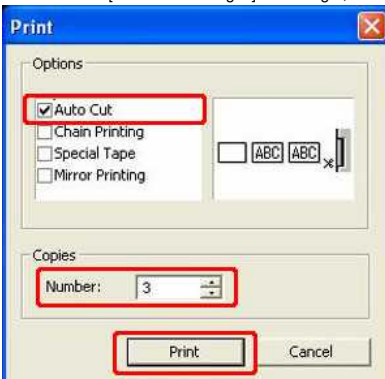 Print
Options
Auto Cut
Chain Printing
Special Tape
Mirror Printing
ABC ABC
Copies
Number: 3
Print Cancel